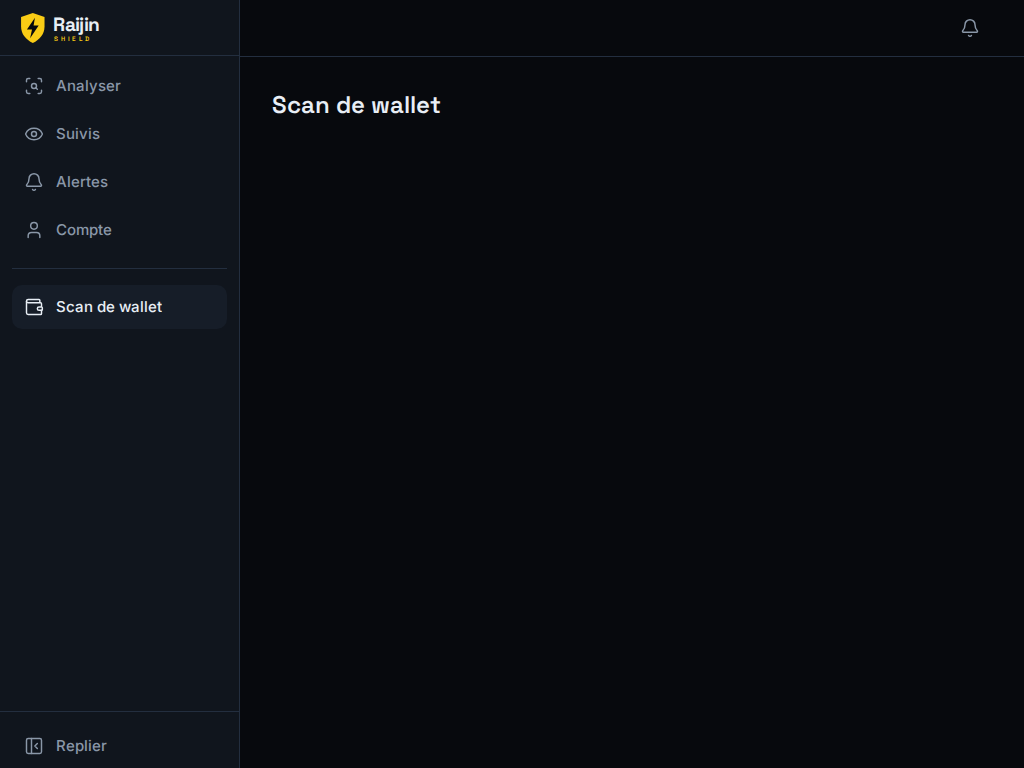 Raijin
SHIELD
Analyser
Suivis
Alertes
Compte
Scan de wallet
Replier
Scan de wallet